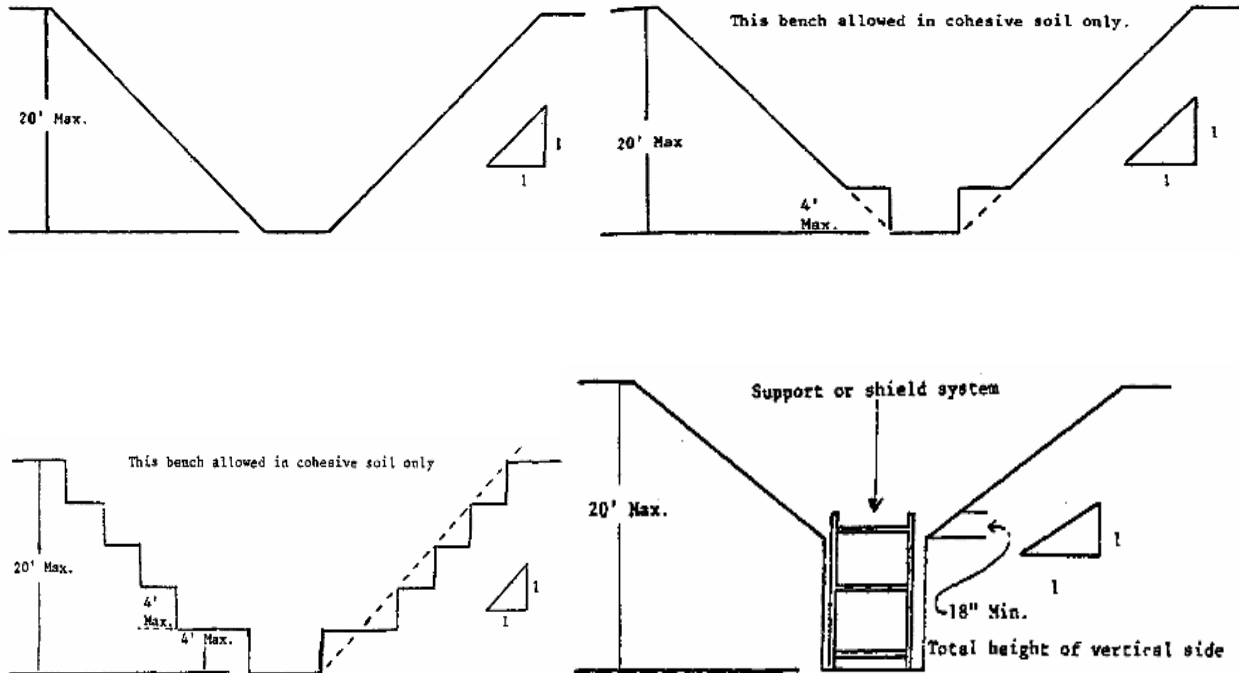 20' Max.
1
1
This bench allowed in cohesive soil only.
20' Max
4'
Max.
1
1
This bench allowed in cohesive soil only
20' Max.
4'
Max.
4' Max.
1
1
Support or shield system
20' Max.
1
1
18" Min.
Total height of vertical side